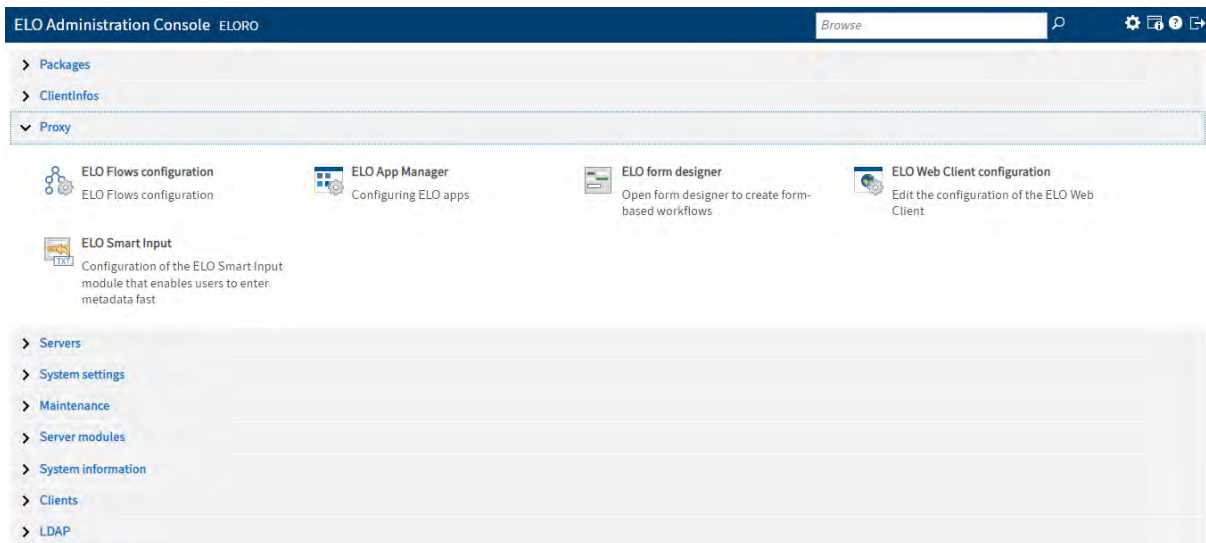 ELO Administration Console ELORO
Browse
Packages
ClientInfos
Proxy
ELO Flows configuration
ELO Flows configuration
ELO App Manager
Configuring ELO apps
ELO form designer
Open form designer to create form-
based workflows
ELO Web Client configuration
Edit the configuration of the ELO Web
Client
TXT
ELO Smart Input
Configuration of the ELO Smart Input
module that enables users to enter
metadata fast
Servers
System settings
Maintenance
Server modules
System information
Clients
LDAP